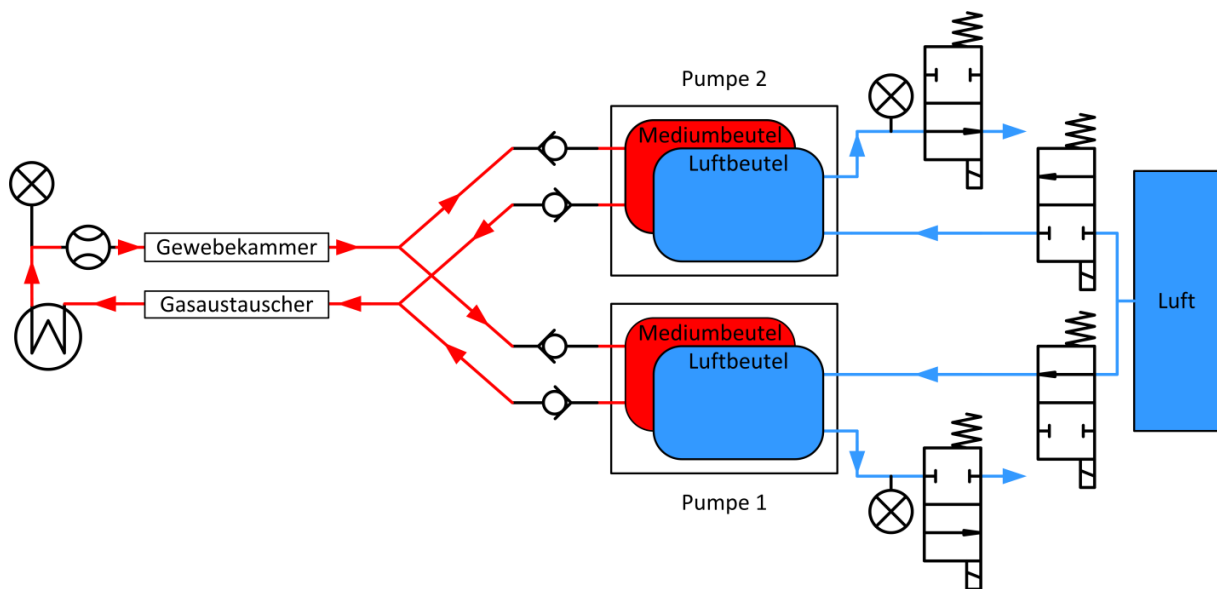 Pumpe 2
Mediumbeutel
Luftbeutel
Gewebekammer
Gasaustauscher
Luft
Mediumbeutel
Luftbeutel
Pumpe 1